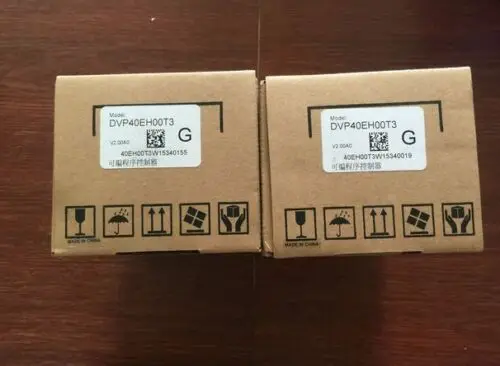 Model:
DVP40EH00T3
G
V2.00A0
40EH00T3W15340155
可编程序控制器
MADE IN CHINA
Model:
DVP40EH00T3
G
V2.00A0
40EH00T3W15340019
可编程序控制器
MADE IN CHINA